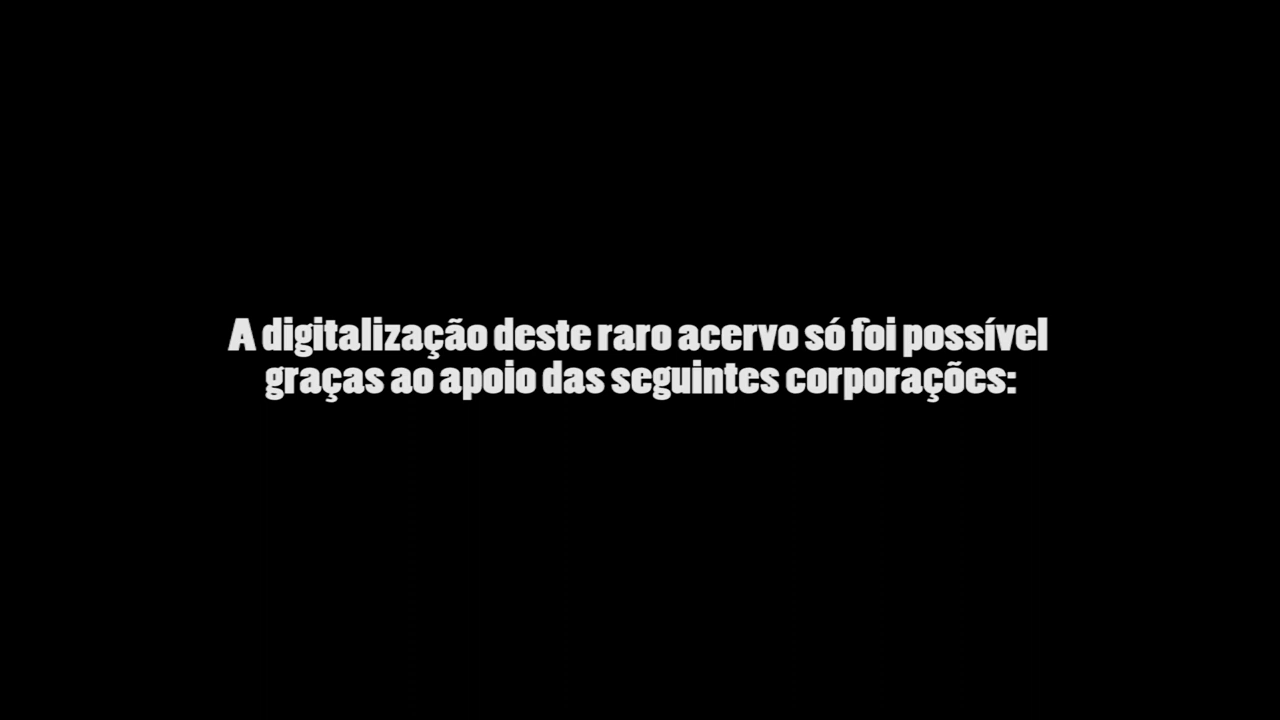 A digitalização deste raro acervo só foi possível
graças ao apoio das seguintes corporações: